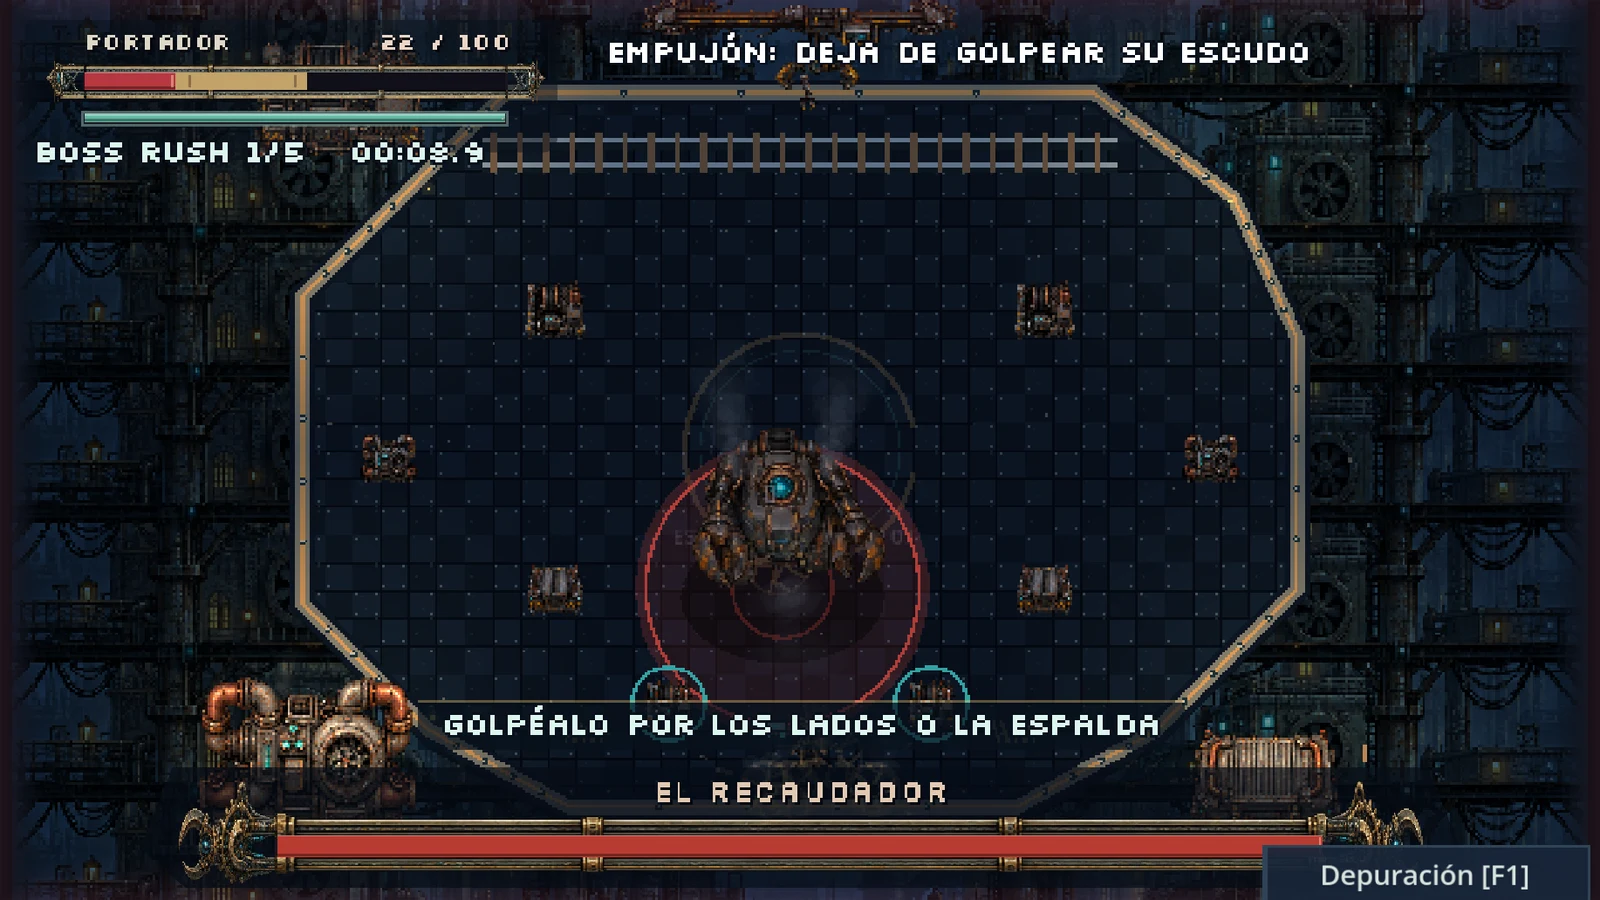 PORTADOR 22 / 100
EMPUJÓN: DEJA DE GOLPEAR SU ESCUDO
BOSS RUSH 1/5 00:08.9
GOLPÉALO POR LOS LADOS O LA ESPALDA
EL RECAUDADOR
Depuración [F1]